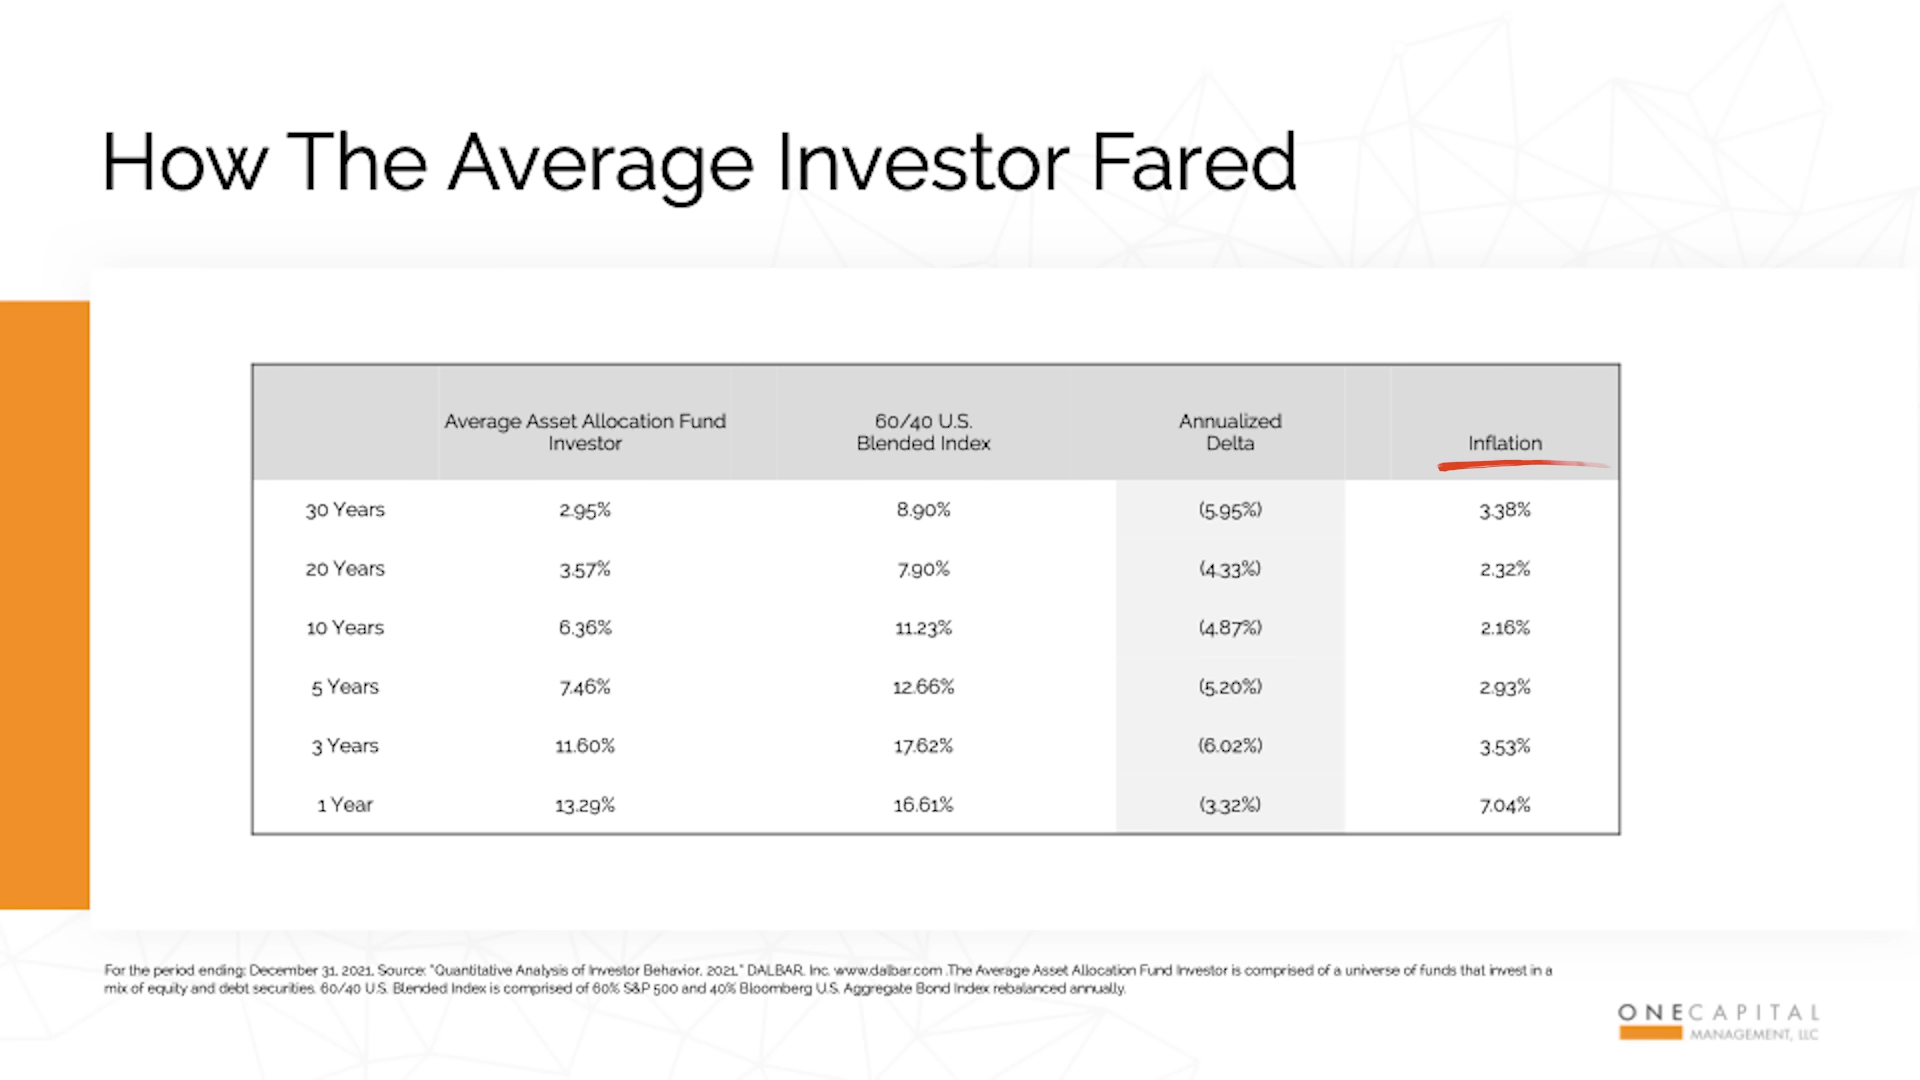 How The Average Investor Fared
Average Asset Allocation Fund
Investor
60/40 U.S.
Blended Index
Annualized
Delta
Inflation
30 Years 2.95% 8.90% (5.95%) 3.38%
20 Years 3.57% 7.90% (4.33%) 2.32%
10 Years 6.36% 11.23% (4.87%) 2.16%
5 Years 7.46% 12.66% (5.20%) 2.93%
3 Years 11.60% 17.62% (6.02%) 3.53%
1 Year 13.29% 16.61% (3.32%) 7.04%
For the period ending: December 31, 2021, Source: "Quantitative Analysis of Investor Behavior, 2021," DALBAR, Inc. www.dalbar.com .The Average Asset Allocation Fund Investor is comprised of a universe of funds that invest in a
mix of equity and debt securities. 60/40 U.S. Blended Index is comprised of 60% S&P 500 and 40% Bloomberg U.S. Aggregate Bond Index rebalanced annually.
ONECAPITAL
MANAGEMENT, LLC